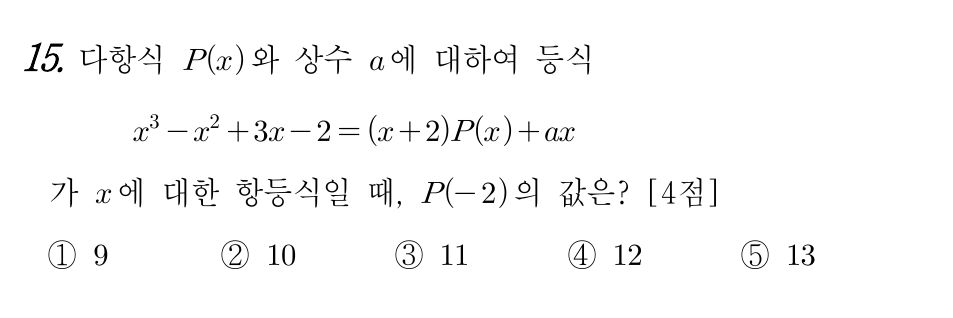 15. 다항식 P(x)와 상수 a에 대하여 등식
x³-x²+3x-2=(x+2)P(x)+ax
가 x에 대한 항등식일 때, P(-2)의 값은? [4점]
① 9 ② 10 ③ 11 ④ 12 ⑤ 13